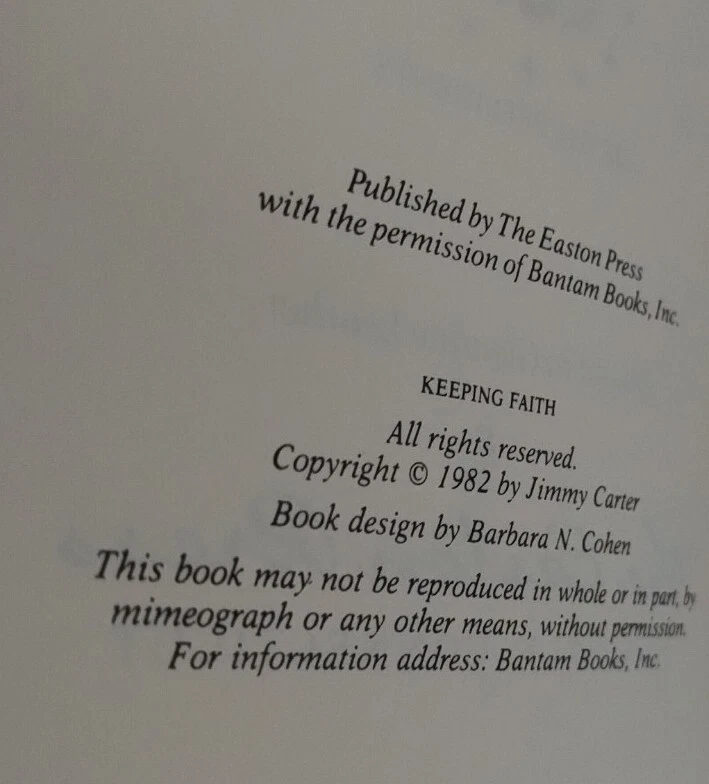 Published by The Easton Press
with the permission of Bantam Books, Inc.
KEEPING FAITH
All rights reserved.
Copyright © 1982 by Jimmy Carter
Book design by Barbara N. Cohen
This book may not be reproduced in whole or in part, by
mimeograph or any other means, without permission.
For information address: Bantam Books, Inc.